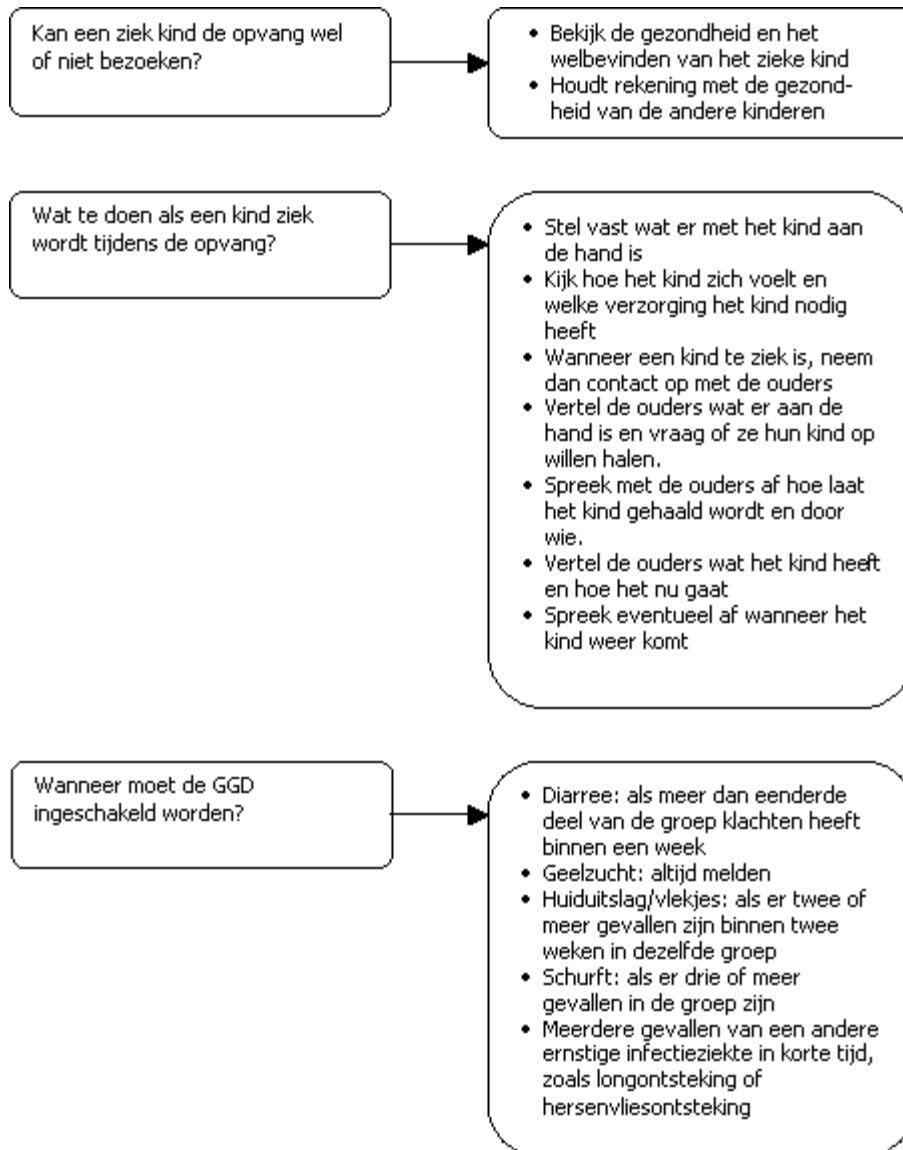 Kan een ziek kind de opvang wel
of niet bezoeken?
• Bekijk de gezondheid en het
welbevinden van het zieke kind
• Houdt rekening met de gezond-
heid van de andere kinderen
Wat te doen als een kind ziek
wordt tijdens de opvang?
• Stel vast wat er met het kind aan
de hand is
• Kijk hoe het kind zich voelt en
welke verzorging het kind nodig
heeft
• Wanneer een kind te ziek is, neem
dan contact op met de ouders
• Vertel de ouders wat er aan de
hand is en vraag of ze hun kind op
willen halen.
• Spreek met de ouders af hoe laat
het kind gehaald wordt en door
wie.
• Vertel de ouders wat het kind heeft
en hoe het nu gaat
• Spreek eventueel af wanneer het
kind weer komt
Wanneer moet de GGD
ingeschakeld worden?
• Diarree: als meer dan eenderde
deel van de groep klachten heeft
binnen een week
• Geelzucht: altijd melden
• Huiduitslag/vlekjes: als er twee of
meer gevallen zijn binnen twee
weken in dezelfde groep
• Schurft: als er drie of meer
gevallen in de groep zijn
• Meerdere gevallen van een andere
ernstige infectieziekte in korte tijd,
zoals longontsteking of
hersenvliesontsteking